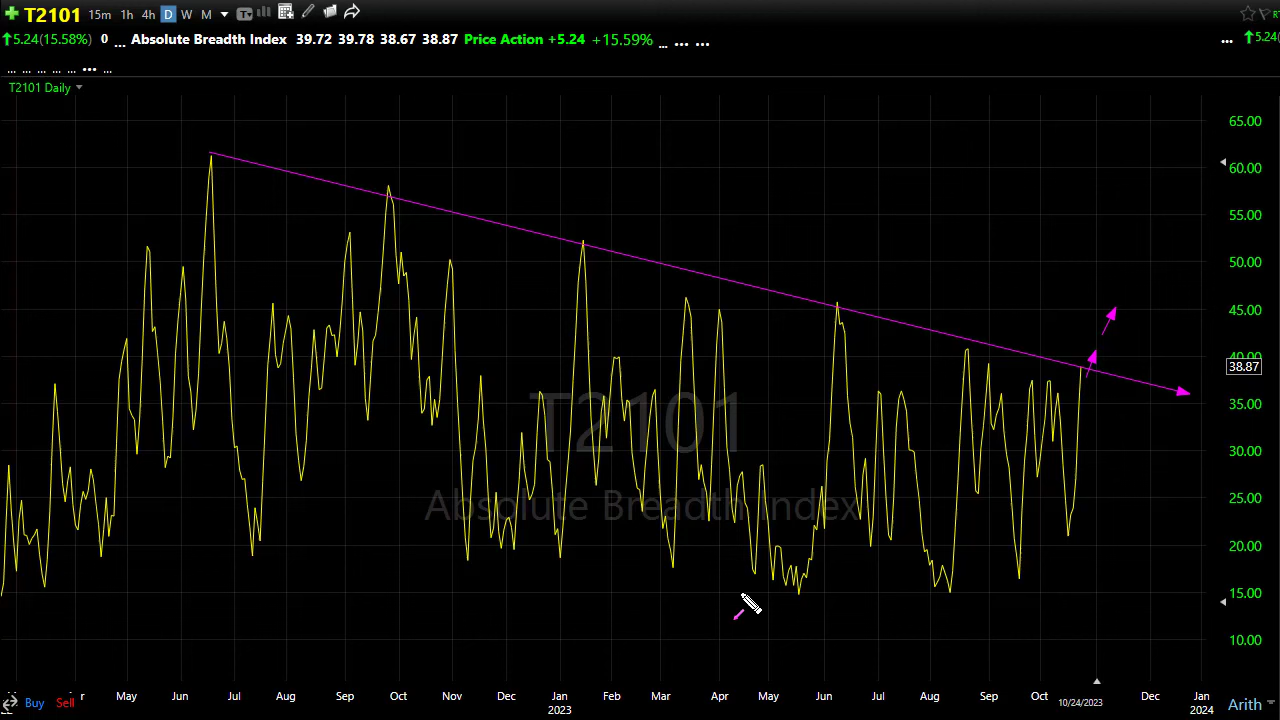 T2101 15m 1h 4h D W M
5.24(15.58%) 0 ... Absolute Breadth Index 39.72 39.78 38.67 38.87 Price Action +5.24 +15.59% ... ... ... ... 5.24(
... ... ... ... ... ... ...
T2101 Daily
65.00
60.00
55.00
50.00
45.00
40.00
38.87
35.00
30.00
25.00
20.00
15.00
10.00
T2101
Absolute Breadth Index
r May Jun Jul Aug Sep Oct Nov Dec Jan Feb Mar Apr May Jun Jul Aug Sep Oct Dec Jan
Buy Sell 2023 10/24/2023 2024 Arith